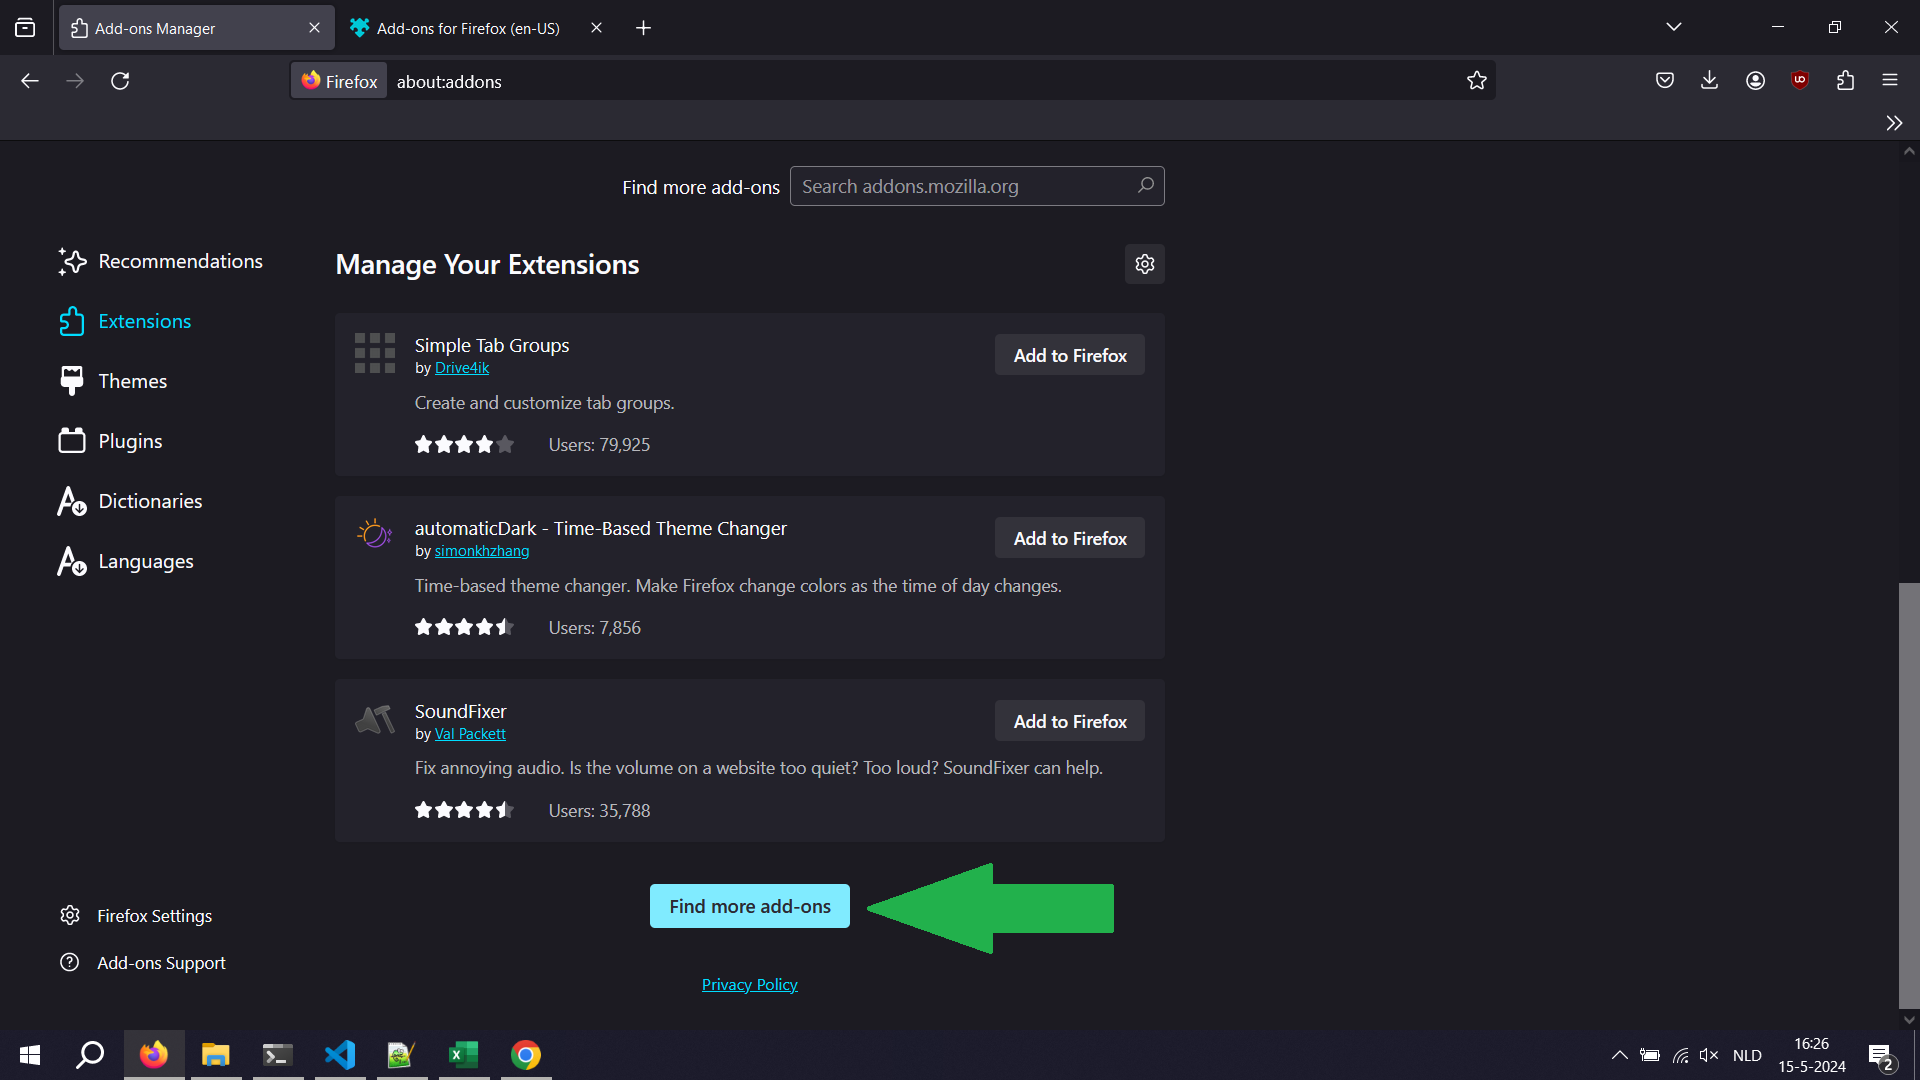 Add-ons Manager
Add-ons for Firefox (en-US)
Firefox
about:addons
Find more add-ons
Search addons.mozilla.org
Recommendations
Extensions
Themes
Plugins
Dictionaries
Languages
Firefox Settings
Add-ons Support
Manage Your Extensions
Simple Tab Groups
by Drive4ik
Add to Firefox
Create and customize tab groups.
Users: 79,925
automaticDark - Time-Based Theme Changer
by simonkhzhang
Add to Firefox
Time-based theme changer. Make Firefox change colors as the time of day changes.
Users: 7,856
SoundFixer
by Val Packett
Add to Firefox
Fix annoying audio. Is the volume on a website too quiet? Too loud? SoundFixer can help.
Users: 35,788
Find more add-ons
Privacy Policy
NLD
16:26
15-5-2024
2